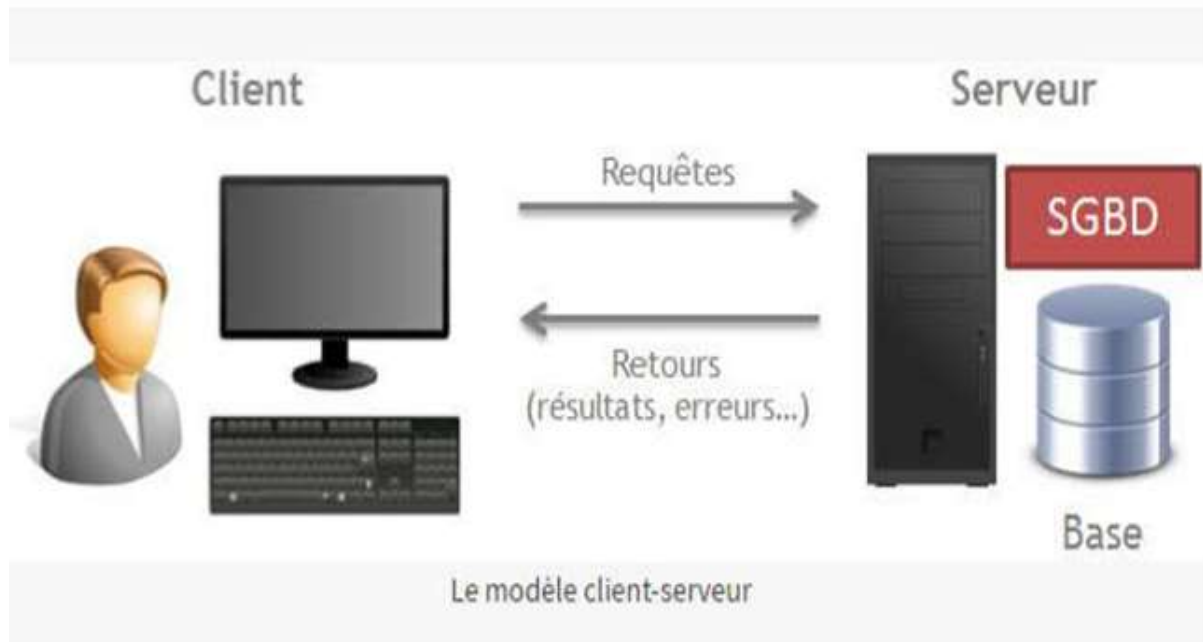 Client
Serveur
Requêtes
SGBD
Retours
(résultats, erreurs...)
Base
Le modèle client-serveur